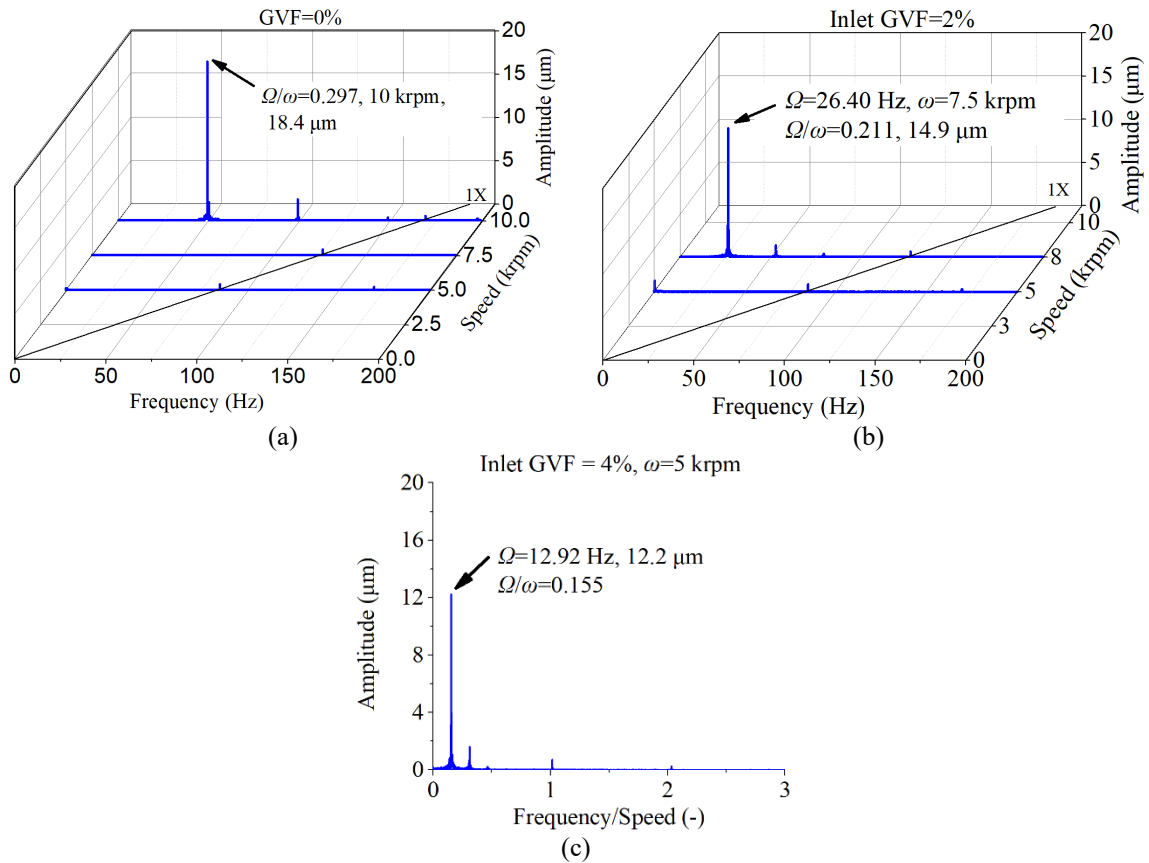 GVF=0%
20
15
10
5
0
Amplitude (μm)
Ω/ω=0.297, 10 krpm,
18.4 μm
1X
10.0
7.5
5.0
2.5
0.0
Speed (krpm)
0
50
100
150
200
Frequency (Hz)
(a)
Inlet GVF=2%
20
15
10
5
0
Amplitude (μm)
Ω=26.40 Hz, ω=7.5 krpm
Ω/ω=0.211, 14.9 μm
1X
10
8
5
3
0
Speed (krpm)
0
50
100
150
200
Frequency (Hz)
(b)
Inlet GVF = 4%, ω=5 krpm
20
16
12
8
4
0
Amplitude (μm)
Ω=12.92 Hz, 12.2 μm
Ω/ω=0.155
0
1
2
3
Frequency/Speed (-)
(c)